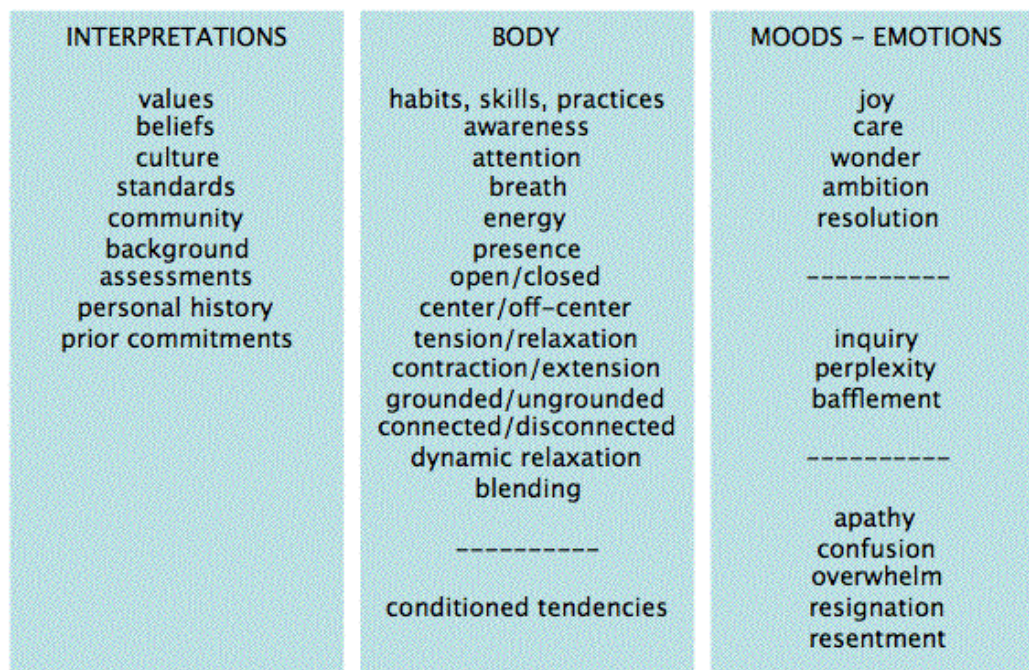 INTERPRETATIONS
values
beliefs
culture
standards
community
background
assessments
personal history
prior commitments
BODY
habits, skills, practices
awareness
attention
breath
energy
presence
open/closed
center/off-center
tension/relaxation
contraction/extension
grounded/ungrounded
connected/disconnected
dynamic relaxation
blending
----------
conditioned tendencies
MOODS - EMOTIONS
joy
care
wonder
ambition
resolution
----------
inquiry
perplexity
bafflement
----------
apathy
confusion
overwhelm
resignation
resentment